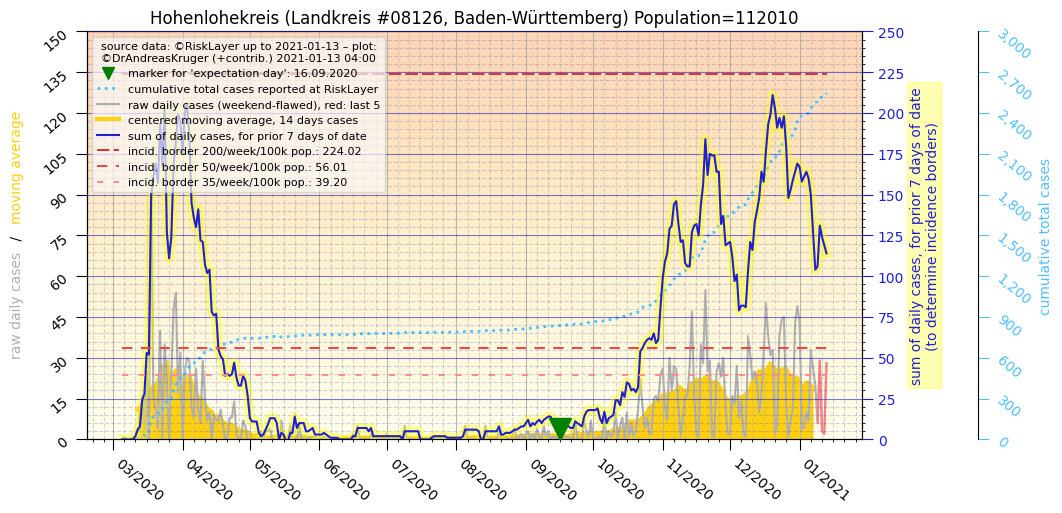 Hohenlohekreis (Landkreis #08126, Baden-Württemberg) Population=112010
source data: ©RiskLayer up to 2021-01-13 – plot:
©DrAndreasKruger (+contrib.) 2021-01-13 04:00
marker for 'expectation day': 16.09.2020
cumulative total cases reported at RiskLayer
raw daily cases (weekend-flawed), red: last 5
centered moving average, 14 days cases
sum of daily cases, for prior 7 days of date
incid. border 200/week/100k pop.: 224.02
incid. border 50/week/100k pop.: 56.01
incid. border 35/week/100k pop.: 39.20
raw daily cases / moving average
150
135
120
105
90
75
60
45
30
15
0
03/2020
04/2020
05/2020
06/2020
07/2020
08/2020
09/2020
10/2020
11/2020
12/2020
01/2021
250
225
200
175
150
125
100
75
50
25
0
sum of daily cases, for prior 7 days of date
(to determine incidence borders)
3,000
2,700
2,400
2,100
1,800
1,500
1,200
900
600
300
0
cumulative total cases